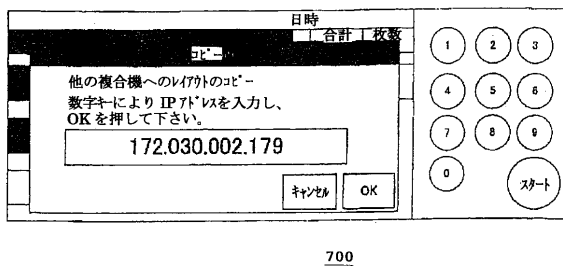 日時
合計 枚数
コピー
他の複合機へのﾚｲｱｳﾄのｺﾋﾟｰ
数字ｷｰにより IPｱﾄﾞﾚｽを入力し、
OKを押して下さい。
172.030.002.179
ｷｬﾝｾﾙ OK
1 2 3
4 5 6
7 8 9
0 ｽﾀｰﾄ
700